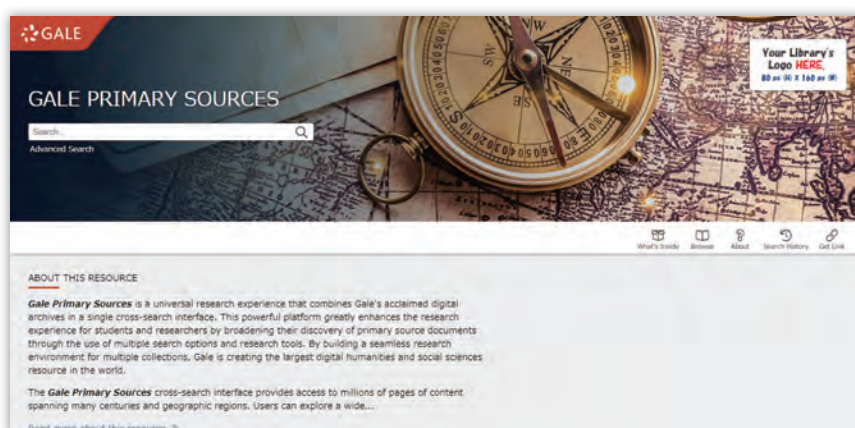 GALE
Your Library's
Logo HERE.
80 px (H) X 160 px (W)
GALE PRIMARY SOURCES
Search...
Advanced Search
What's Inside
Browse
About
Search History
Get Link
ABOUT THIS RESOURCE
Gale Primary Sources is a universal research experience that combines Gale's acclaimed digital
archives in a single cross-search interface. This powerful platform greatly enhances the research
experience for students and researchers by broadening their discovery of primary source documents
through the use of multiple search options and research tools. By building a seamless research
environment for multiple collections, Gale is creating the largest digital humanities and social sciences
resource in the world.
The Gale Primary Sources cross-search interface provides access to millions of pages of content
spanning many centuries and geographic regions. Users can explore a wide...